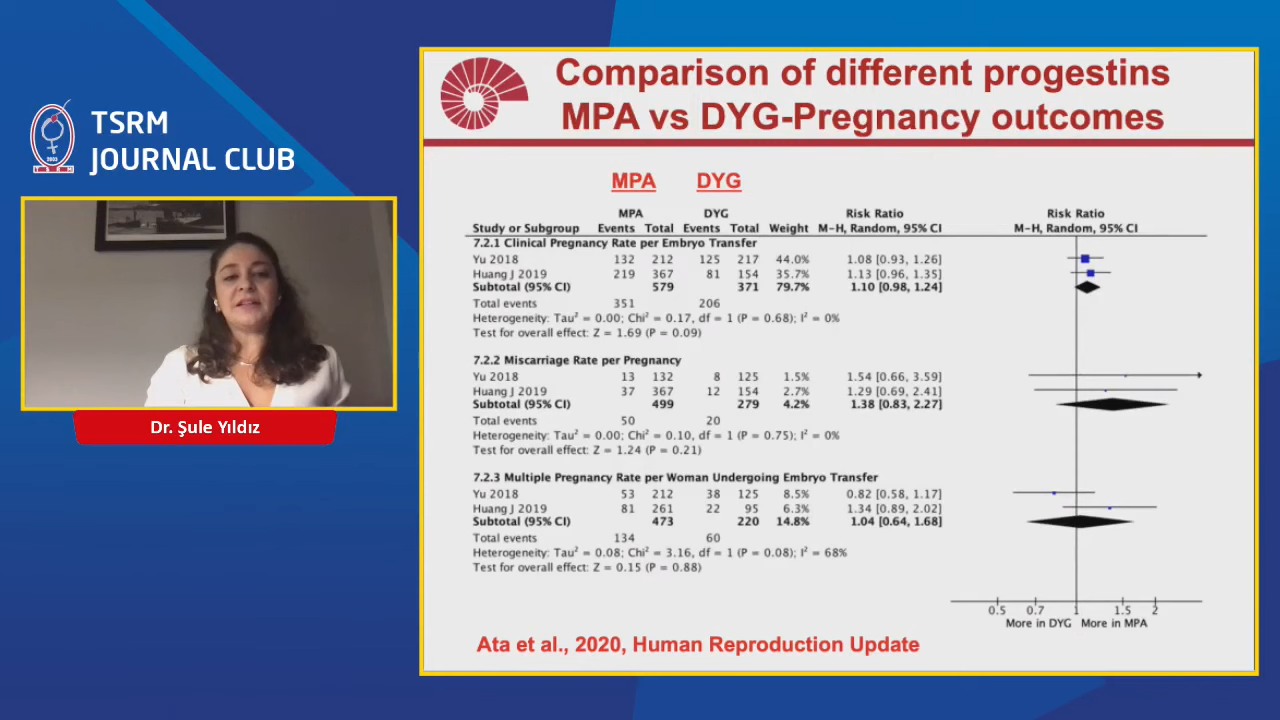 TSRM
JOURNAL CLUB
2003
T S R M
Dr. Şule Yıldız
Comparison of different progestins
MPA vs DYG-Pregnancy outcomes
MPA DYG
MPA DYG Risk Ratio Risk Ratio
Study or Subgroup Events Total Events Total Weight M-H, Random, 95% CI M-H, Random, 95% CI
7.2.1 Clinical Pregnancy Rate per Embryo Transfer
Yu 2018 132 212 125 217 44.0% 1.08 [0.93, 1.26]
Huang J 2019 219 367 81 154 35.7% 1.13 [0.96, 1.35]
Subtotal (95% CI) 579 371 79.7% 1.10 [0.98, 1.24]
Total events 351 206
Heterogeneity: Tau² = 0.00; Chi² = 0.17, df = 1 (P = 0.68); I² = 0%
Test for overall effect: Z = 1.69 (P = 0.09)
7.2.2 Miscarriage Rate per Pregnancy
Yu 2018 13 132 8 125 1.5% 1.54 [0.66, 3.59]
Huang J 2019 37 367 12 154 2.7% 1.29 [0.69, 2.41]
Subtotal (95% CI) 499 279 4.2% 1.38 [0.83, 2.27]
Total events 50 20
Heterogeneity: Tau² = 0.00; Chi² = 0.10, df = 1 (P = 0.75); I² = 0%
Test for overall effect: Z = 1.24 (P = 0.21)
7.2.3 Multiple Pregnancy Rate per Woman Undergoing Embryo Transfer
Yu 2018 53 212 38 125 8.5% 0.82 [0.58, 1.17]
Huang J 2019 81 261 22 95 6.3% 1.34 [0.89, 2.02]
Subtotal (95% CI) 473 220 14.8% 1.04 [0.64, 1.68]
Total events 134 60
Heterogeneity: Tau² = 0.08; Chi² = 3.16, df = 1 (P = 0.08); I² = 68%
Test for overall effect: Z = 0.15 (P = 0.88)
0.5 0.7 1 1.5 2
More in DYG More in MPA
Ata et al., 2020, Human Reproduction Update